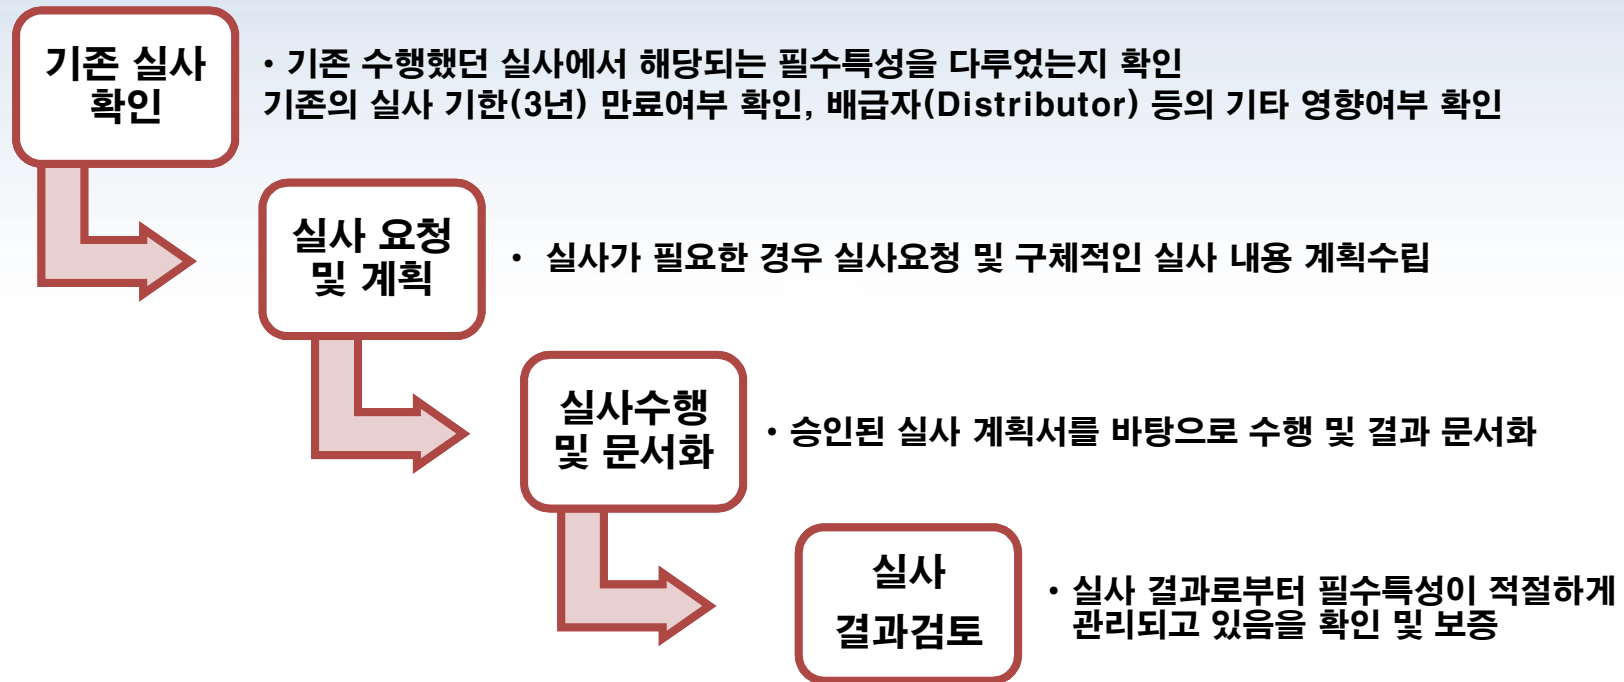 기존 실사
확인
• 기존 수행했던 실사에서 해당되는 필수특성을 다루었는지 확인
기존의 실사 기한(3년) 만료여부 확인, 배급자(Distributor) 등의 기타 영향여부 확인
실사 요청
및 계획
• 실사가 필요한 경우 실사요청 및 구체적인 실사 내용 계획수립
실사수행
및 문서화
• 승인된 실사 계획서를 바탕으로 수행 및 결과 문서화
실사
결과검토
• 실사 결과로부터 필수특성이 적절하게
관리되고 있음을 확인 및 보증